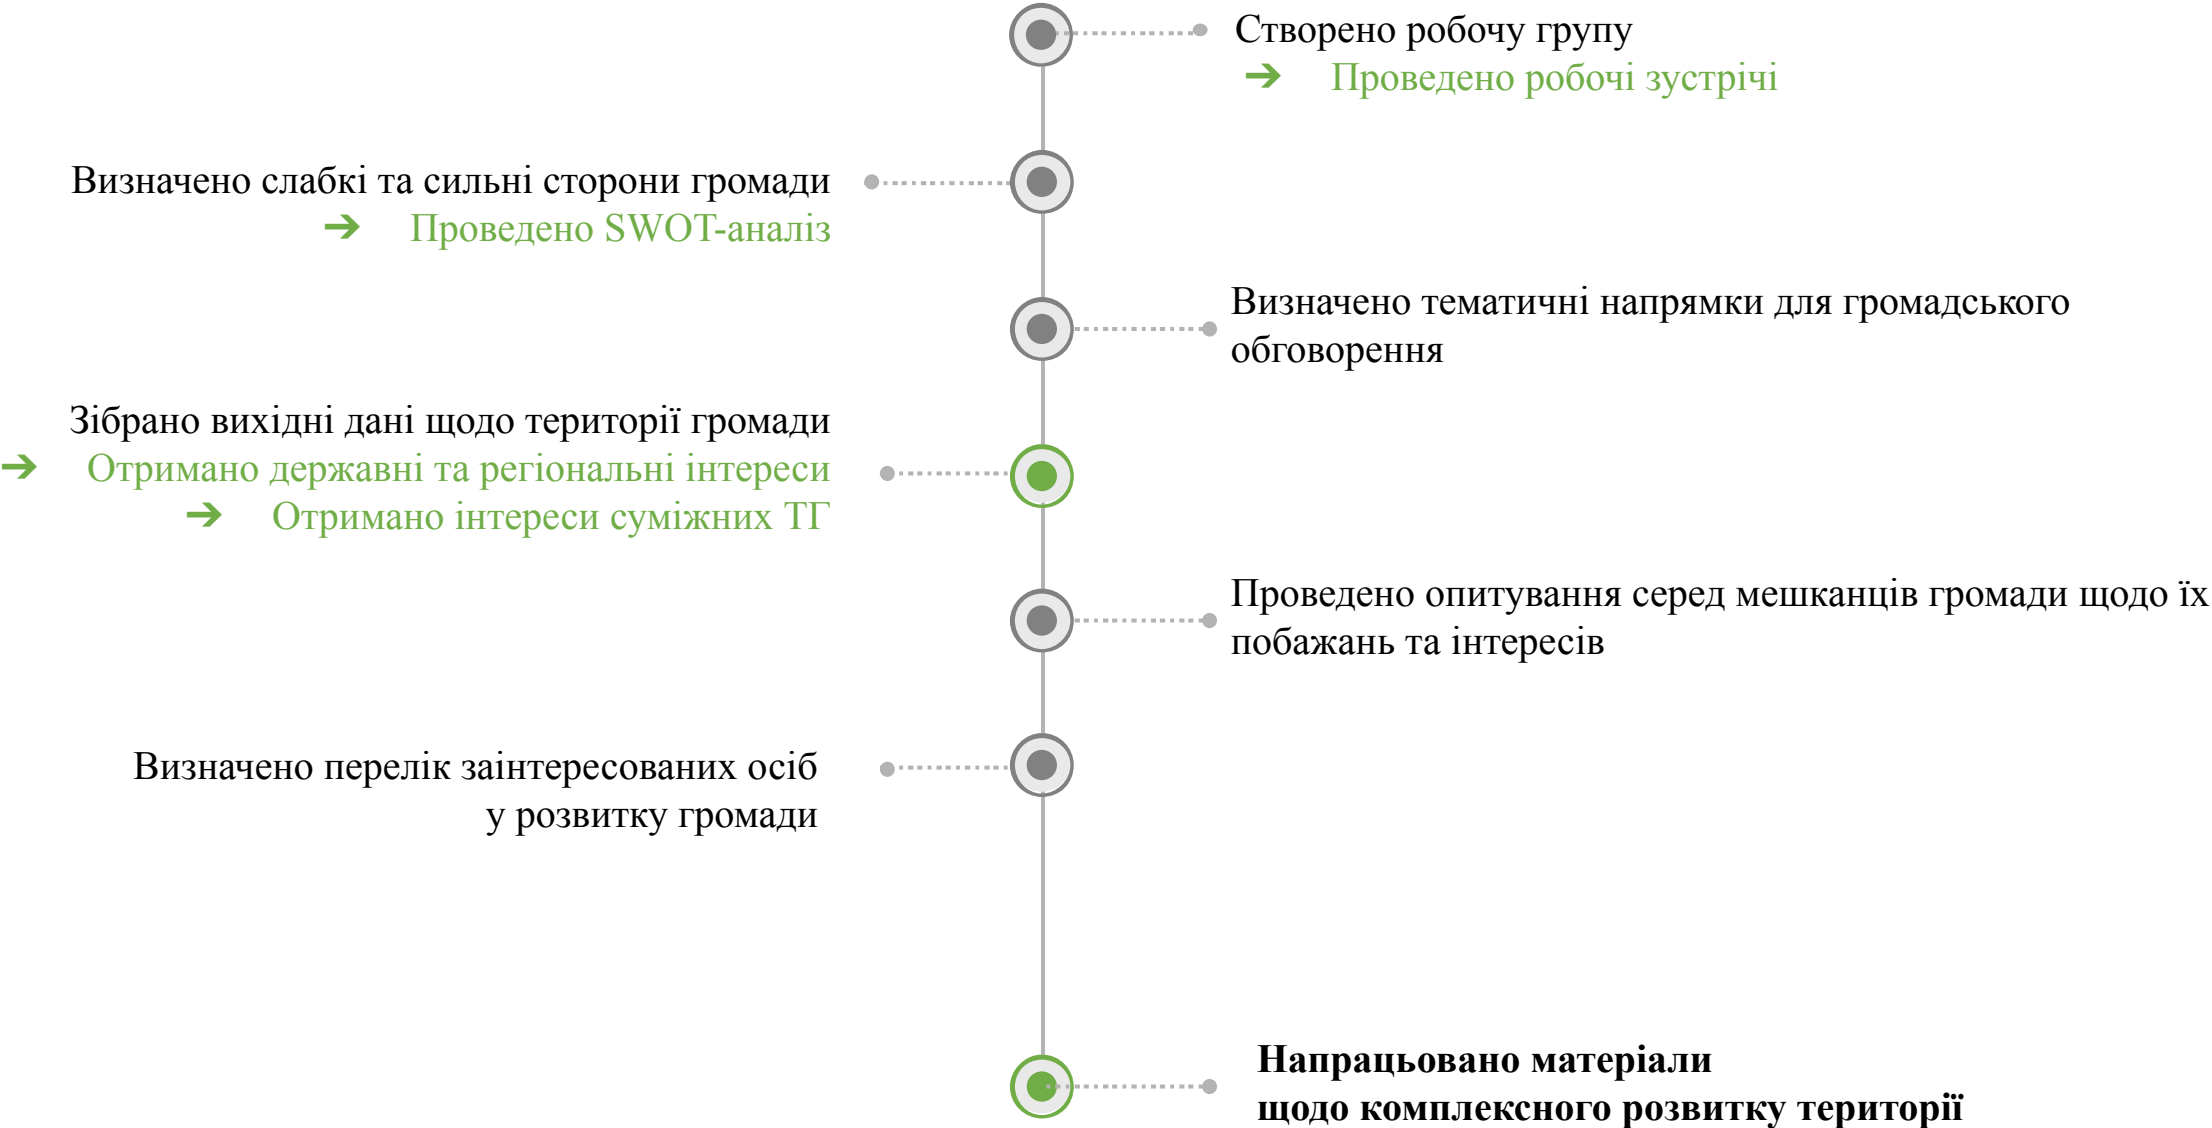 Створено робочу групу
➔ Проведено робочі зустрічі
Визначено слабкі та сильні сторони громади
➔ Проведено SWOT-аналіз
Визначено тематичні напрямки для громадського
обговорення
Зібрано вихідні дані щодо території громади
➔ Отримано державні та регіональні інтереси
➔ Отримано інтереси суміжних ТГ
Проведено опитування серед мешканців громади щодо їх
побажань та інтересів
Визначено перелік заінтересованих осіб
у розвитку громади
Напрацьовано матеріали
щодо комплексного розвитку території